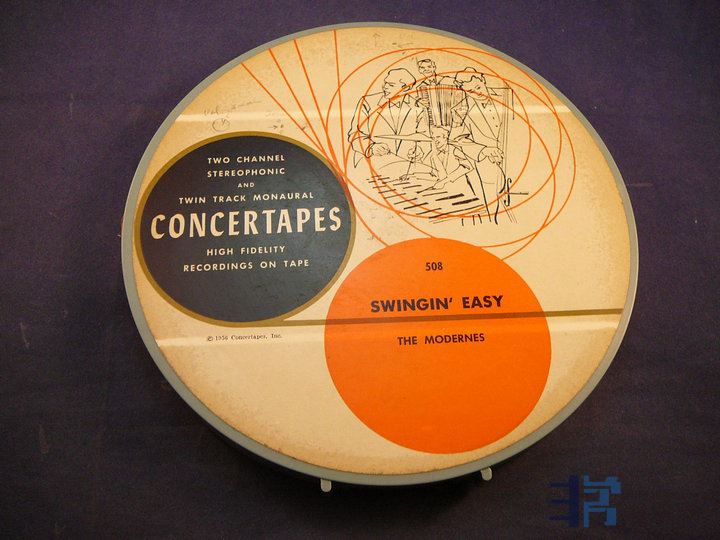 TWO CHANNEL
STEREOPHONIC
AND
TWIN TRACK MONAURAL
CONCERTAPES
HIGH FIDELITY
RECORDINGS ON TAPE
© 1956 Concertapes, Inc.
508
SWINGIN' EASY
THE MODERNES